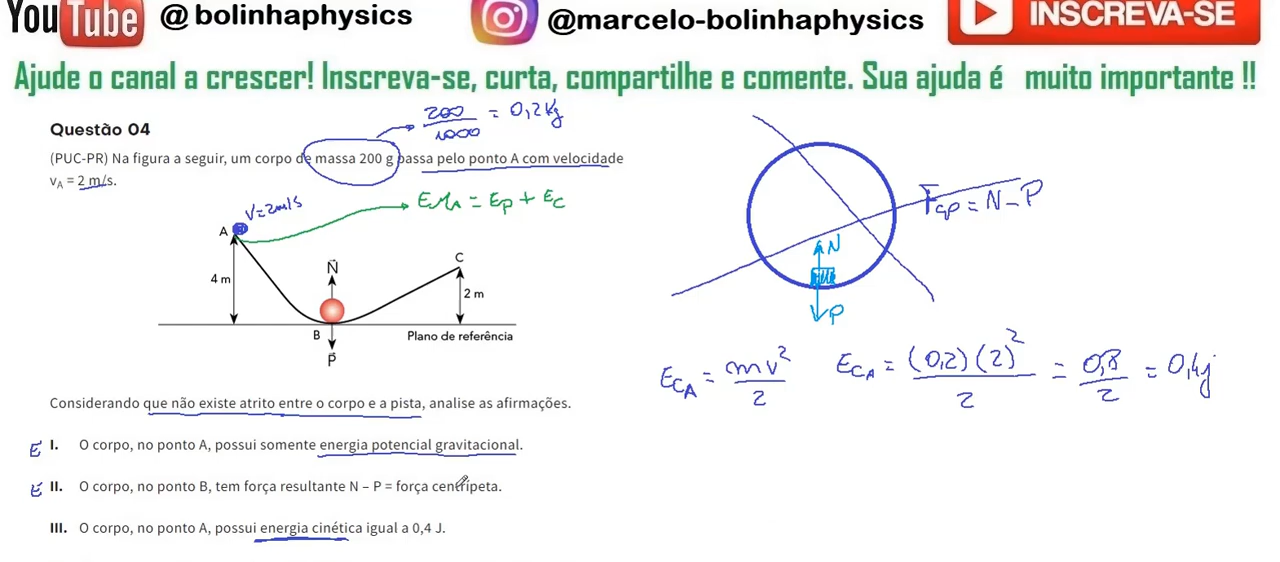 YouTube @bolinhaphysics @marcelo-bolinhaphysics INSCREVA-SE
Ajude o canal a crescer! Inscreva-se, curta, compartilhe e comente. Sua ajuda é muito importante !!
200/1000 = 0,2Kg
Questão 04
(PUC-PR) Na figura a seguir, um corpo de massa 200 g passa pelo ponto A com velocidade
vA = 2 m/s.
V=2m/s
EMA = EP + EC
A
4 m
N
B
P
C
2 m
Plano de referência
Fcp = N - P
N
P
ECA = mv²/2
ECA = (0,2)(2)²/2 = 0,8/2 = 0,4j
Considerando que não existe atrito entre o corpo e a pista, analise as afirmações.
E I. O corpo, no ponto A, possui somente energia potencial gravitacional.
E II. O corpo, no ponto B, tem força resultante N – P = força centrípeta.
III. O corpo, no ponto A, possui energia cinética igual a 0,4 J.